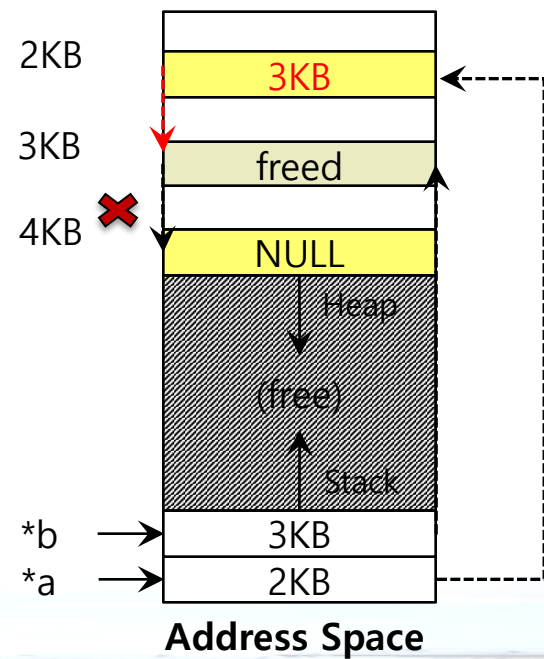 2KB
3KB
3KB
freed
4KB
NULL
Heap
(free)
Stack
*b
3KB
*a
2KB
Address Space